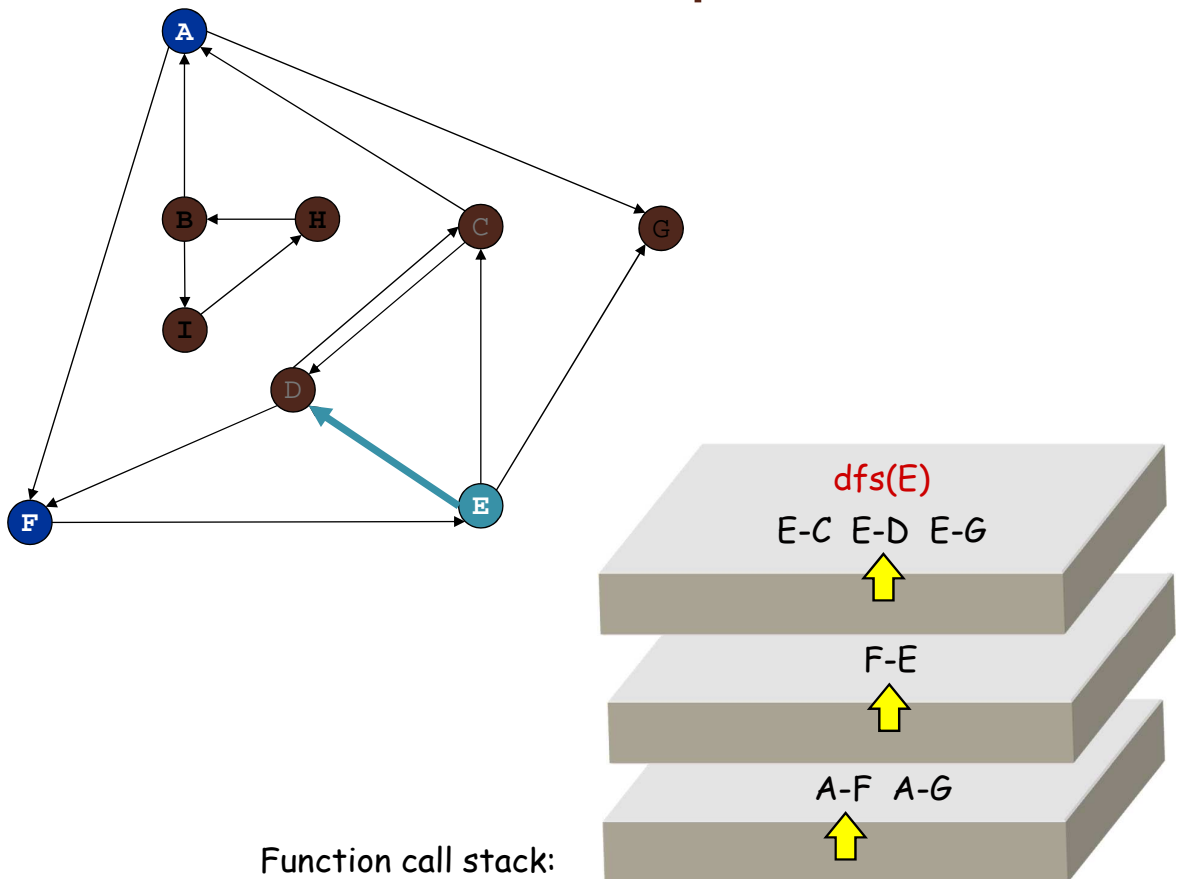 A
B
H
C
G
I
D
F
E
dfs(E)
E-C E-D E-G
F-E
A-F A-G
Function call stack: